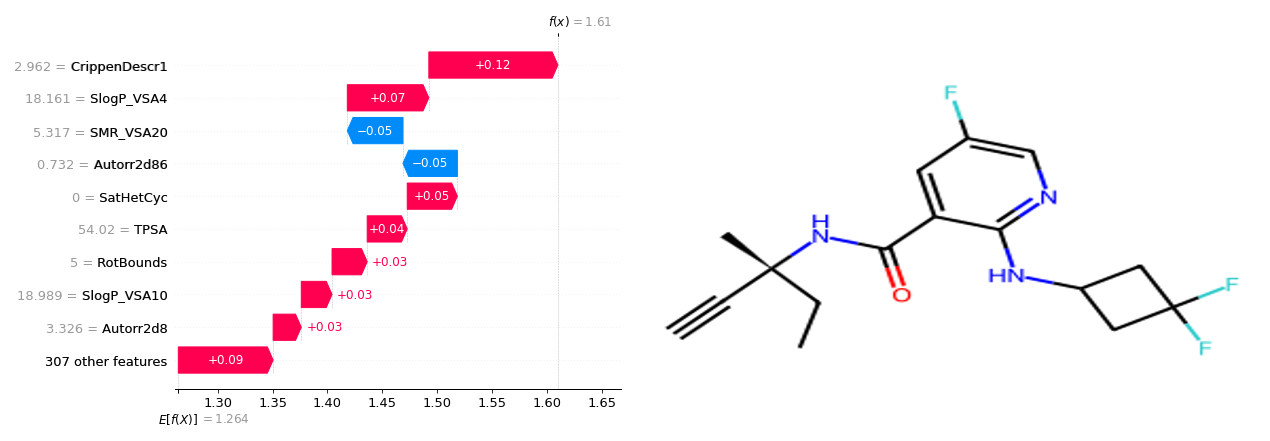 f(x) = 1.61
2.962 = CrippenDescr1
+0.12
18.161 = SlogP_VSA4
+0.07
5.317 = SMR_VSA20
−0.05
0.732 = Autorr2d86
−0.05
0 = SatHetCyc
+0.05
54.02 = TPSA
+0.04
5 = RotBounds
+0.03
18.989 = SlogP_VSA10
+0.03
3.326 = Autorr2d8
+0.03
307 other features
+0.09
1.30 1.35 1.40 1.45 1.50 1.55 1.60 1.65
E[f(X)] = 1.264
F
N
H
N
HN
O
F
F